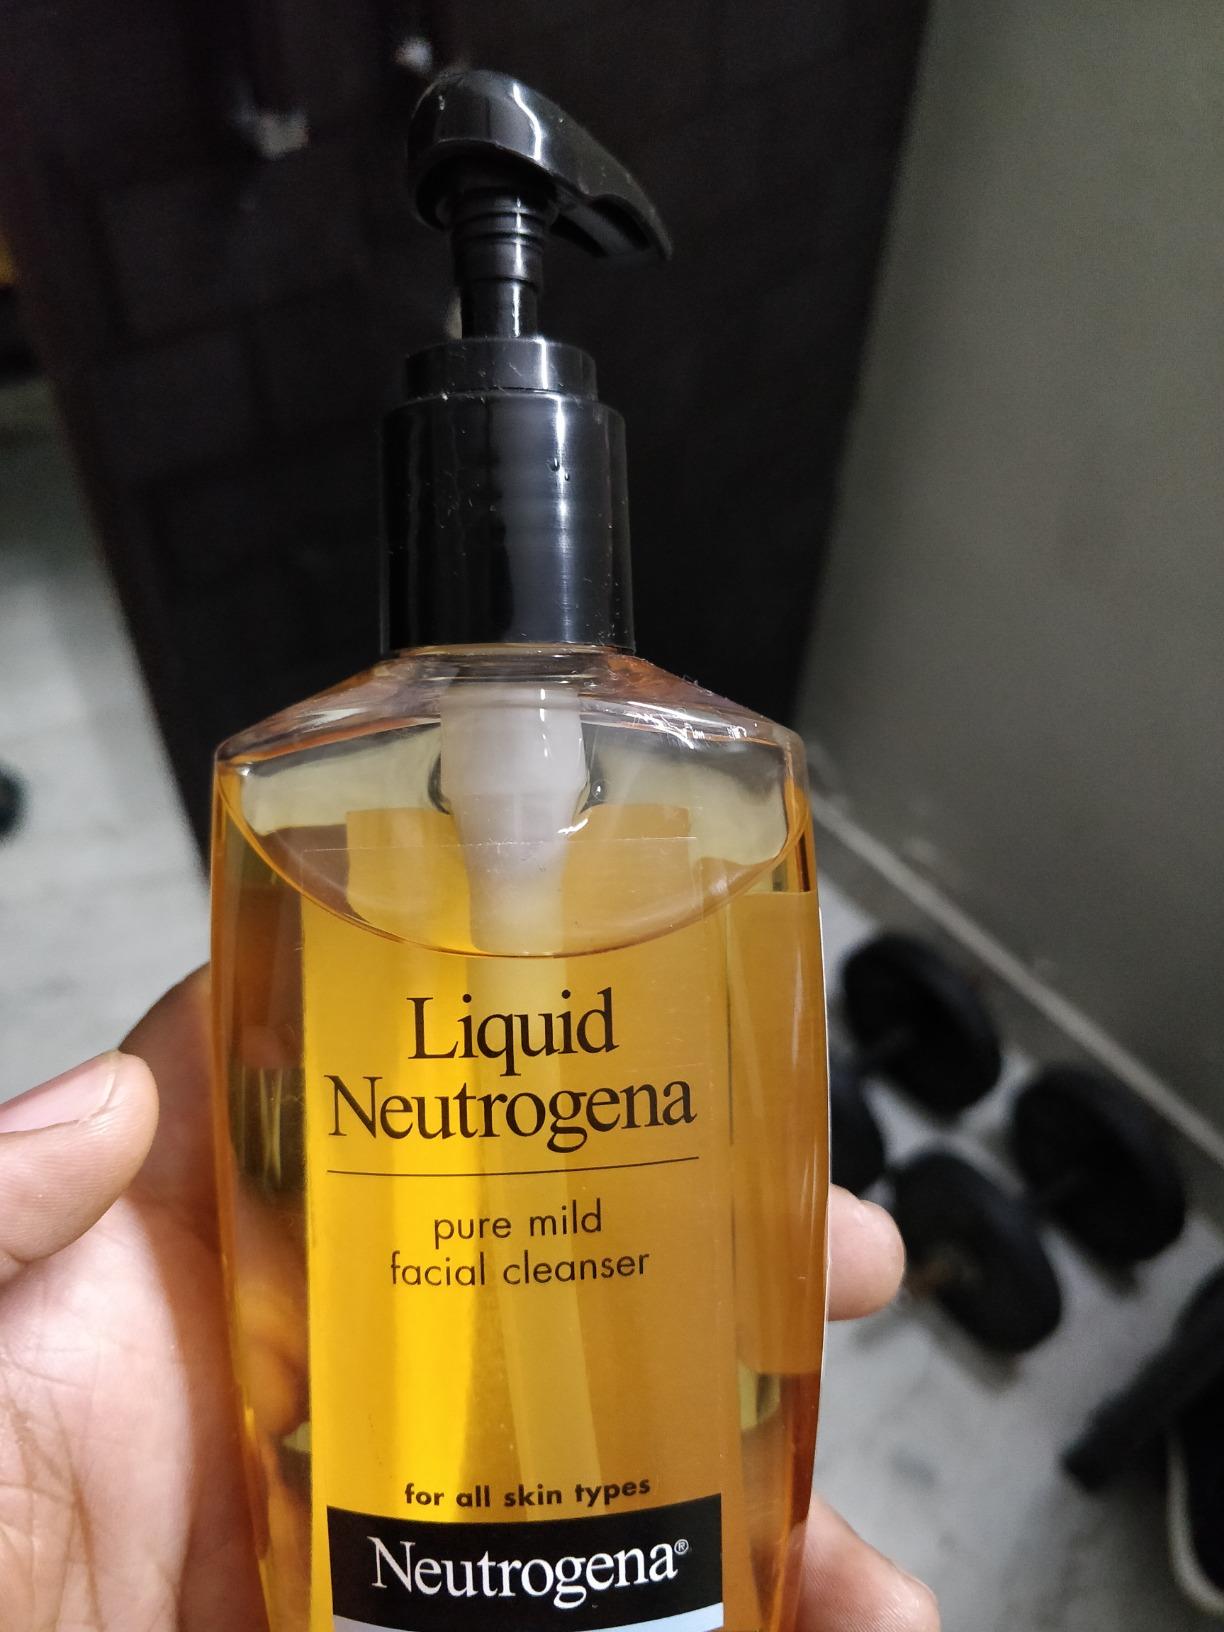 Liquid
Neutrogena
pure mild
facial cleanser
for all skin types
Neutrogena®